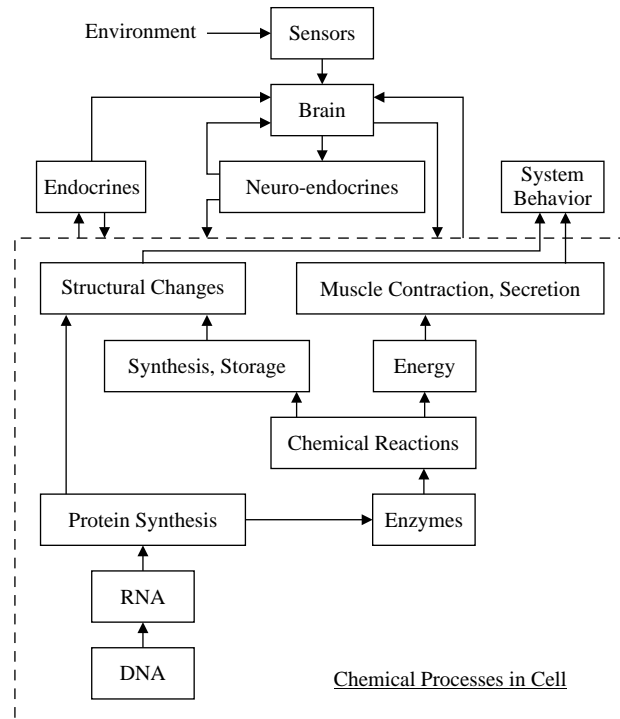 Environment
Sensors
Brain
Endocrines
Neuro-endocrines
System
Behavior
Structural Changes
Muscle Contraction, Secretion
Synthesis, Storage
Energy
Chemical Reactions
Protein Synthesis
Enzymes
RNA
DNA
Chemical Processes in Cell